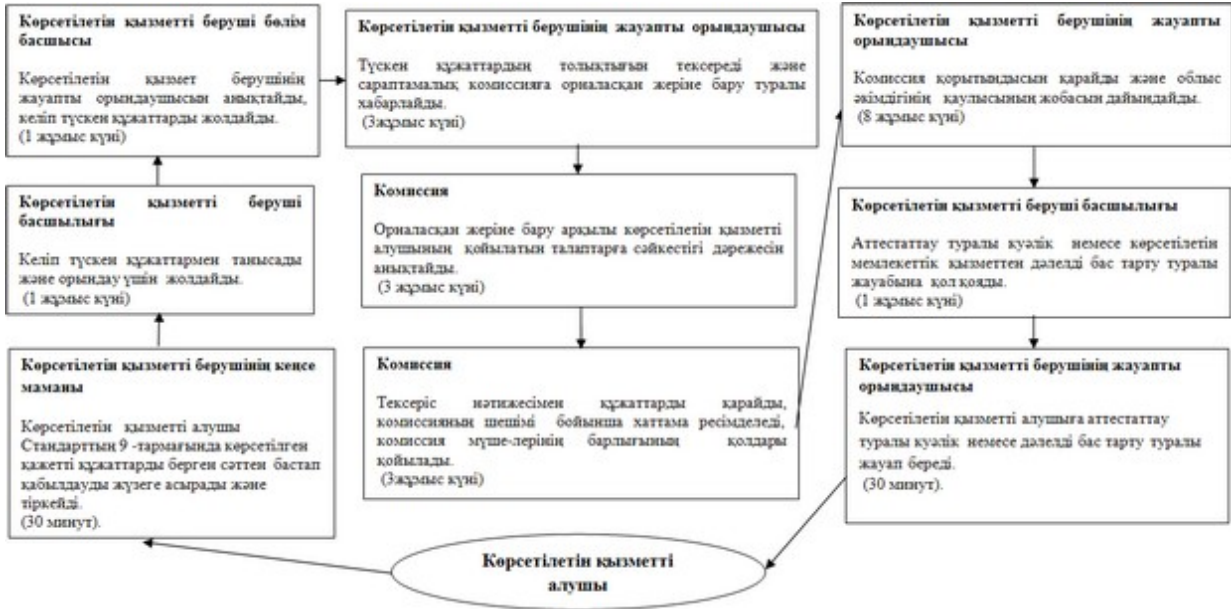 Көрсетілетін қызметті беруші бөлім
басшысы
Көрсетілетін қызмет берушінің
жауапты орындаушысын анықтайды,
келіп түскен құжаттарды жолдайды.
(1 жұмыс күні)
Көрсетілетін қызметті беруші
басшылығы
Келіп түскен құжаттармен танысады
және орындау үшін жолдайды.
(1 жұмыс күні)
Көрсетілетін қызметті берушінің кеңсе
маманы
Көрсетілетін қызметті алушы
Стандарттың 9 -тармағында көрсетілген
қажетті құжаттарды берген сәттен бастап
қабылдауды жүзеге асырады және
тіркейді.
(30 минут).
Көрсетілетін қызметті берушінің жауапты орындаушысы
Түскен құжаттардың толықтығын тексереді және
сараптамалық комиссияға орналасқан жеріне бару туралы
хабарлайды.
(3жұмыс күні)
Комиссия
Орналасқан жеріне бару арқылы көрсетілетін қызметті
алушының қойылатын талаптарға сәйкестігі дәрежесін
анықтайды.
(3 жұмыс күні)
Комиссия
Тексеріс нәтижесімен құжаттарды қарайды,
комиссияның шешімі бойынша хаттама ресімделеді,
комиссия мүше-лерінің барлығының қолдары
қойылады.
(3жұмыс күні)
Көрсетілетін қызметті берушінің жауапты
орындаушысы
Комиссия қорытындысын қарайды және облыс
әкімдігінің қаулысының жобасын дайындайды.
(8 жұмыс күні)
Көрсетілетін қызметті беруші басшылығы
Аттестаттау туралы куәлік немесе көрсетілетін
мемлекеттік қызметтен дәлелді бас тарту туралы
жауабына қол қояды.
(1 жұмыс күні)
Көрсетілетін қызметті берушінің жауапты
орындаушысы
Көрсетілетін қызметті алушыға аттестаттау
туралы куәлік немесе дәлелді бас тарту туралы
жауап береді.
(30 минут).
Көрсетілетін қызметті
алушы